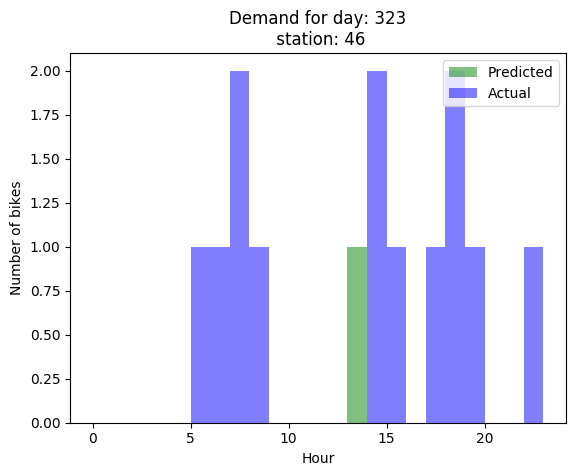 Demand for day: 323
station: 46
Predicted
Actual
Number of bikes
2.00
1.75
1.50
1.25
1.00
0.75
0.50
0.25
0.00
0 5 10 15 20
Hour